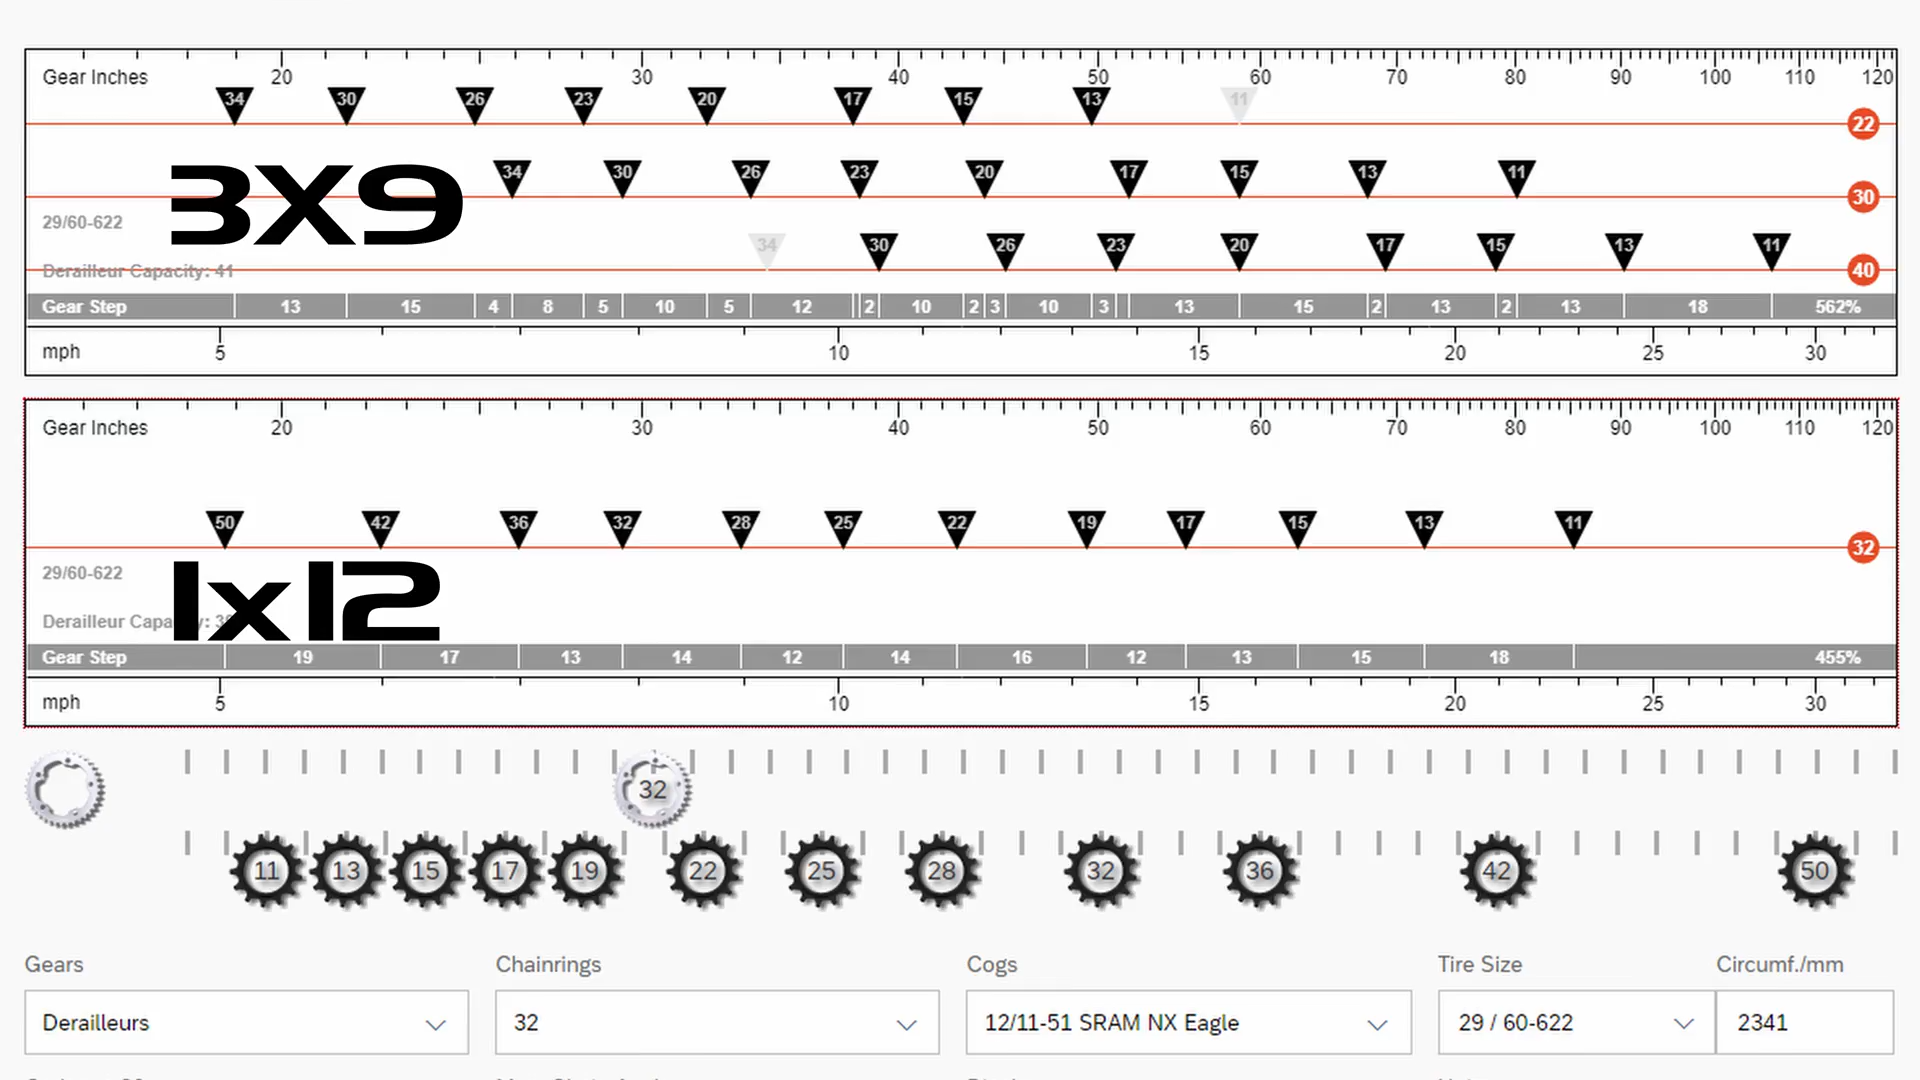 Gear Inches 20 30 40 50 60 70 80 90 100 110 120
34 30 26 23 20 17 15 13 11
22
34 30 26 23 20 17 15 13 11
30
3X9
29/60-622
34 30 26 23 20 17 15 13 11
Derailleur Capacity: 41
40
Gear Step 13 15 4 8 5 10 5 12 2 10 2 3 10 3 13 15 2 13 2 13 18 562%
mph 5 10 15 20 25 30
Gear Inches 20 30 40 50 60 70 80 90 100 110 120
50 42 36 32 28 25 22 19 17 15 13 11
32
29/60-622
1x12
Derailleur
Gear Step 19 17 13 14 12 14 16 12 13 15 18 455%
mph 5 10 15 20 25 30
32
11 13 15 17 19 22 25 28 32 36 42 50
Gears Chainrings Cogs Tire Size Circumf./mm
Derailleurs 32 12/11-51 SRAM NX Eagle 29 / 60-622 2341